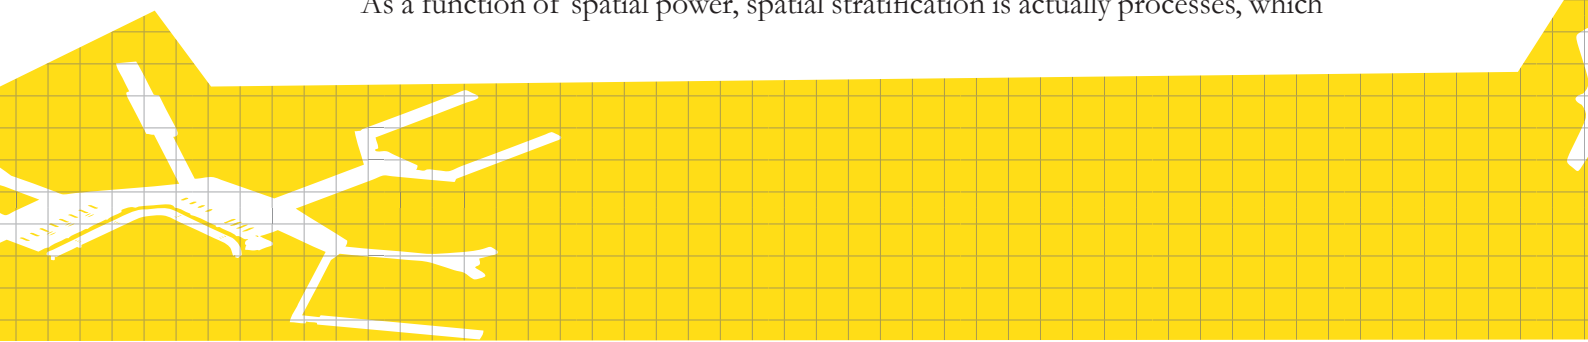 As a function of spatial power, spatial stratification is actually processes, which